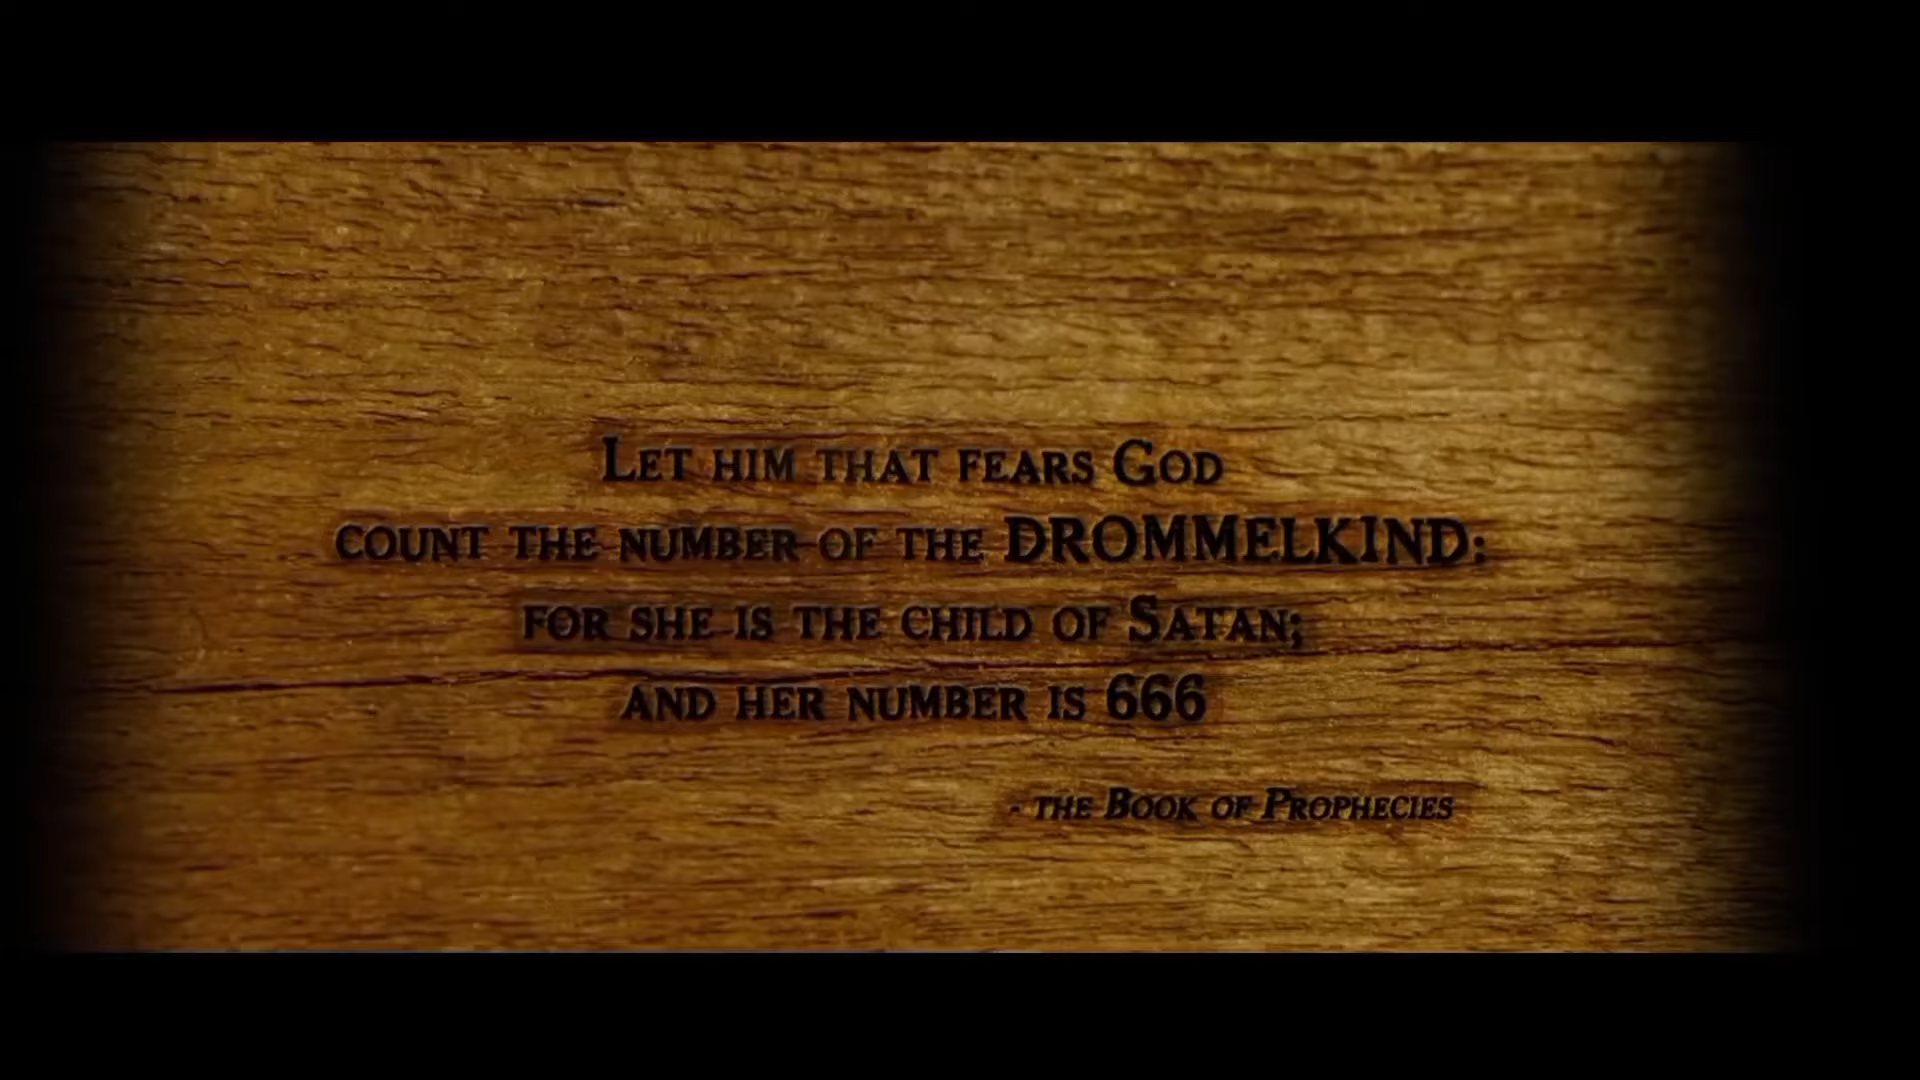 Let him that fears God
count the number of the DROMMELKIND:
for she is the child of Satan;
and her number is 666
- the Book of Prophecies